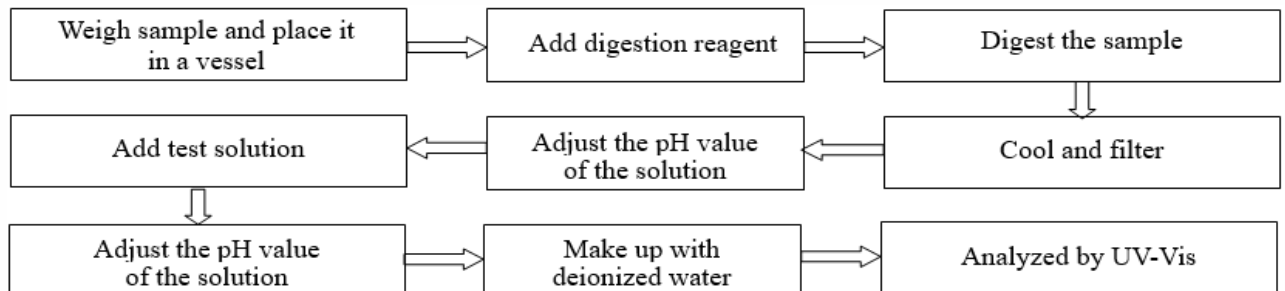 Weigh sample and place it
in a vessel
Add digestion reagent
Digest the sample
Cool and filter
Adjust the pH value
of the solution
Add test solution
Adjust the pH value
of the solution
Make up with
deionized water
Analyzed by UV-Vis